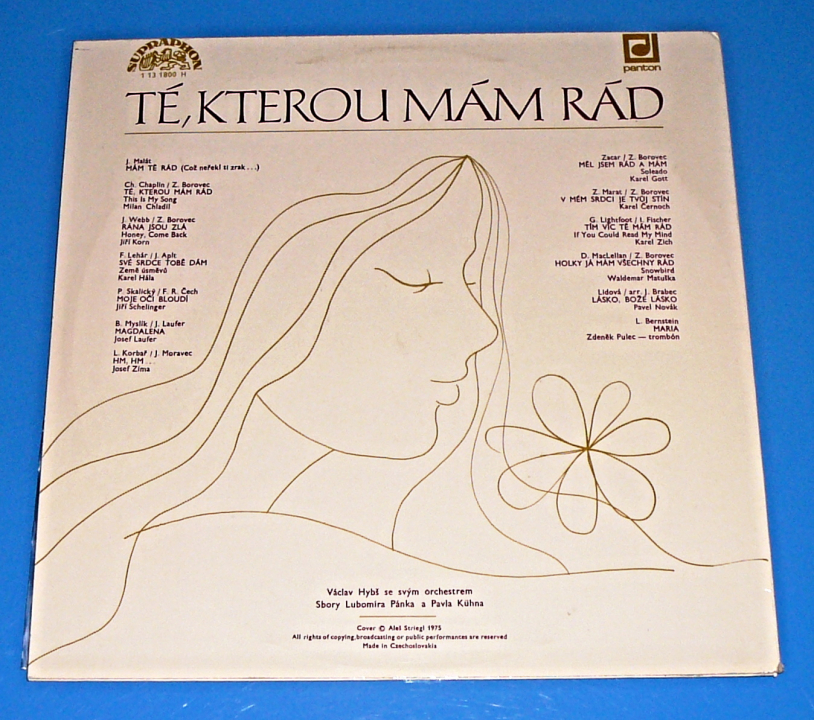 SUPRAPHON
1 13 1800 H
panton
TÉ, KTEROU MÁM RÁD
J. Malát
MÁM TĚ RÁD (Což neřekl ti zrak...)
Ch. Chaplin / Z. Borovec
TÉ, KTEROU MÁM RÁD
This Is My Song
Milan Chladil
J. Webb / Z. Borovec
RÁNA JSOU ZLÁ
Honey, Come Back
Jiří Korn
F. Lehár / J. Aplt
SVÉ SRDCE TOBĚ DÁM
Země úsměvů
Karel Hála
P. Skalický / F. R. Čech
MOJE OČI BLOUDÍ
Jiří Schelinger
B. Myslík / J. Laufer
MAGDALENA
Josef Laufer
L. Korbař / J. Moravec
HM, HM...
Josef Zíma
Zacar / Z. Borovec
MĚL JSEM RÁD A MÁM
Soleado
Karel Gott
Z. Marat / Z. Borovec
V MÉM SRDCI JE TVŮJ STÍN
Karel Černoch
G. Lightfoot / I. Fischer
TÍM VÍC TĚ MÁM RÁD
If You Could Read My Mind
Karel Zich
D. MacLellan / Z. Borovec
HOLKY JÁ MÁM VŠECHNY RÁD
Snowbird
Waldemar Matuška
Lidová / arr. J. Brabec
LÁSKO, BOŽE LÁSKO
Pavel Novák
L. Bernstein
MARIA
Zdeněk Pulec — trombón
Václav Hybš se svým orchestrem
Sbory Lubomíra Pánka a Pavla Kühna
Cover © Aleš Striegl 1975
All rights of copying, broadcasting or public performances are reserved
Made in Czechoslovakia